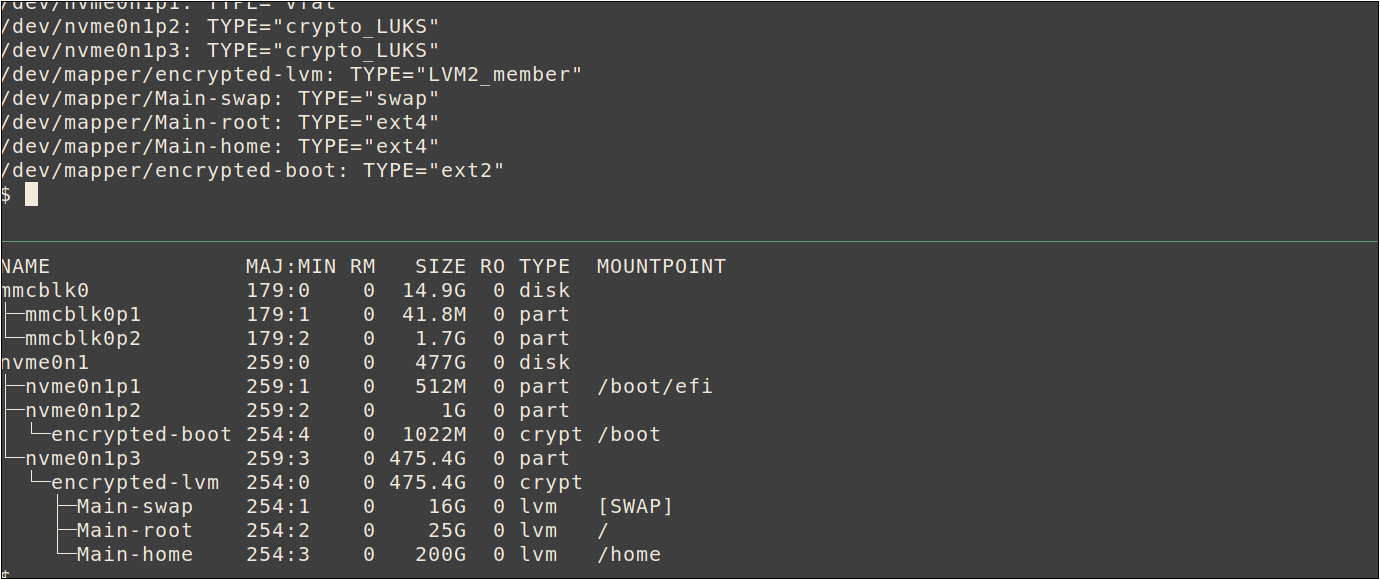 /dev/nvme0n1p1: TYPE="vfat"
/dev/nvme0n1p2: TYPE="crypto_LUKS"
/dev/nvme0n1p3: TYPE="crypto_LUKS"
/dev/mapper/encrypted-lvm: TYPE="LVM2_member"
/dev/mapper/Main-swap: TYPE="swap"
/dev/mapper/Main-root: TYPE="ext4"
/dev/mapper/Main-home: TYPE="ext4"
/dev/mapper/encrypted-boot: TYPE="ext2"
$
NAME MAJ:MIN RM SIZE RO TYPE MOUNTPOINT
mmcblk0 179:0 0 14.9G 0 disk
├─mmcblk0p1 179:1 0 41.8M 0 part
└─mmcblk0p2 179:2 0 1.7G 0 part
nvme0n1 259:0 0 477G 0 disk
├─nvme0n1p1 259:1 0 512M 0 part /boot/efi
├─nvme0n1p2 259:2 0 1G 0 part
│ └─encrypted-boot 254:4 0 1022M 0 crypt /boot
└─nvme0n1p3 259:3 0 475.4G 0 part
└─encrypted-lvm 254:0 0 475.4G 0 crypt
├─Main-swap 254:1 0 16G 0 lvm [SWAP]
├─Main-root 254:2 0 25G 0 lvm /
└─Main-home 254:3 0 200G 0 lvm /home